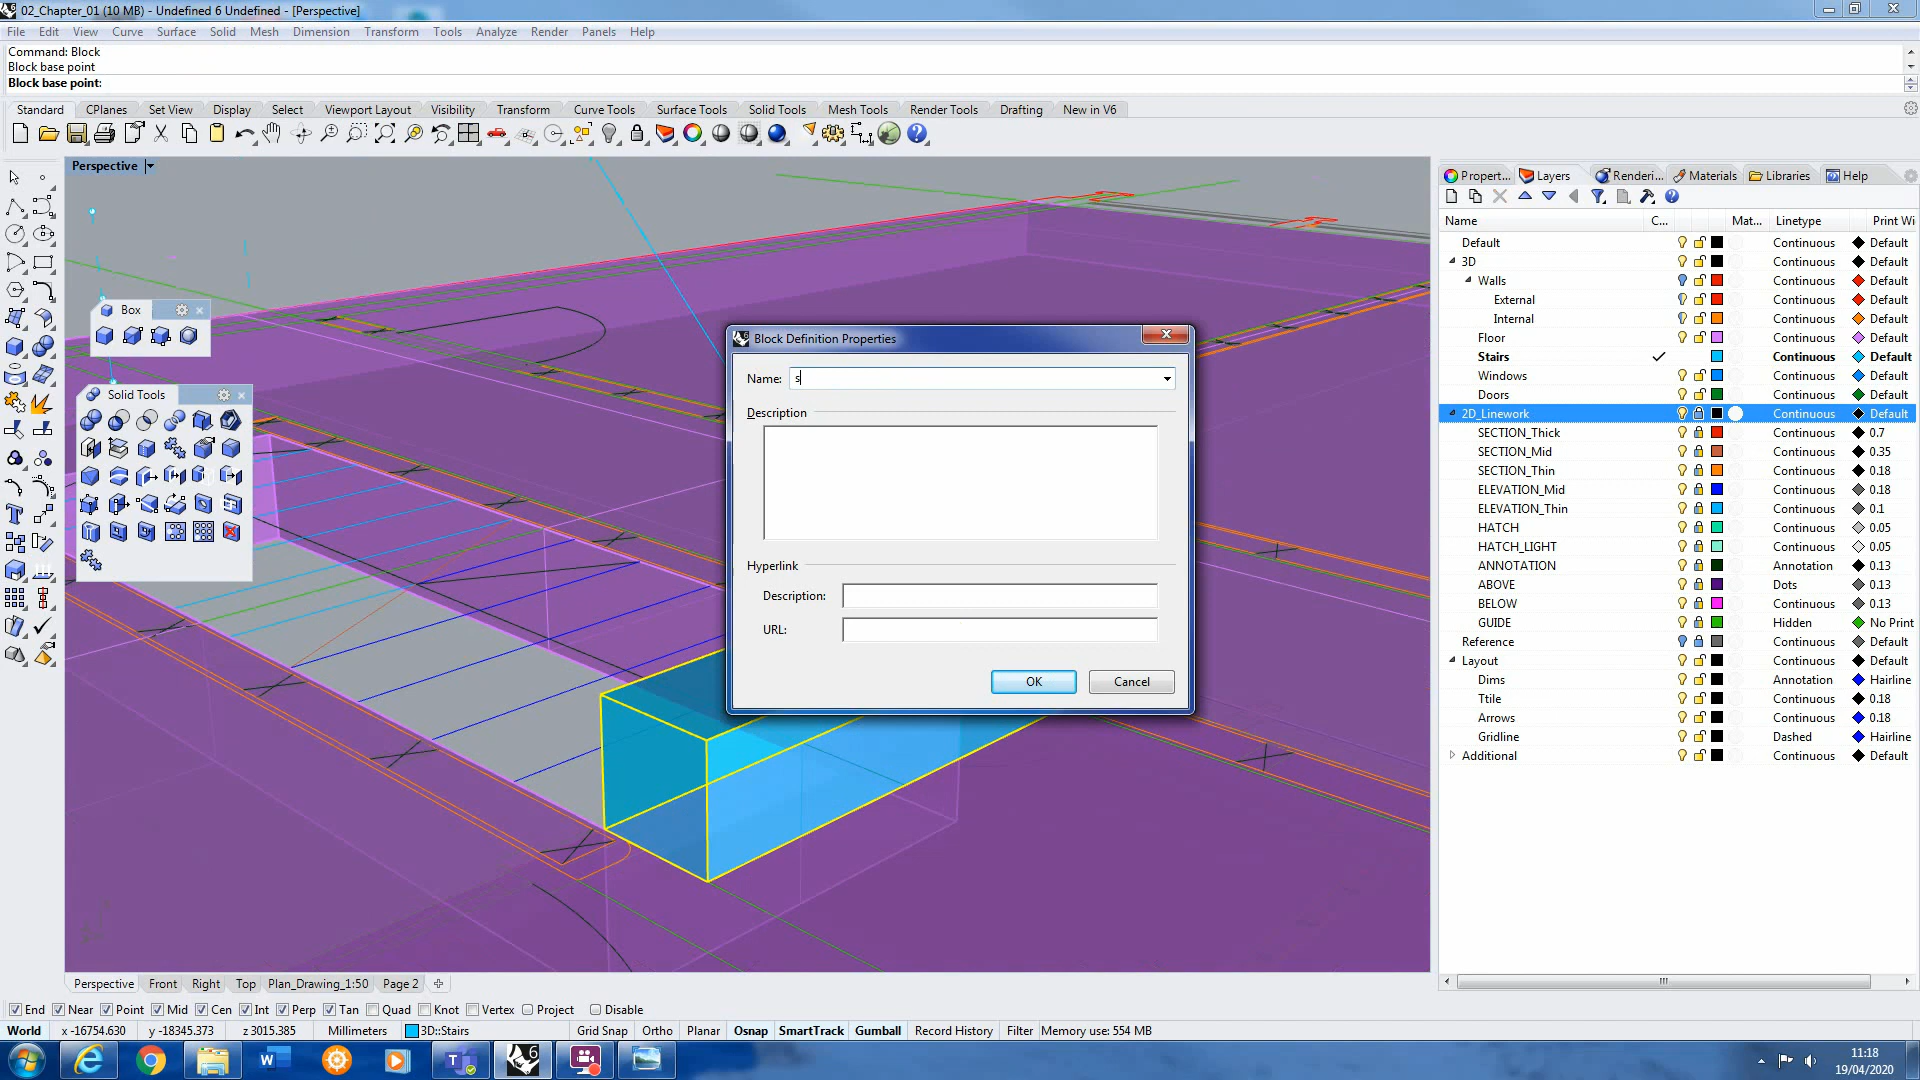 02_Chapter_01 (10 MB) - Undefined 6 Undefined - [Perspective]
File Edit View Curve Surface Solid Mesh Dimension Transform Tools Analyze Render Panels Help
Command: Block
Block base point
Block base point:
Standard CPlanes Set View Display Select Viewport Layout Visibility Transform Curve Tools Surface Tools Solid Tools Mesh Tools Render Tools Drafting New in V6
Perspective
Propert... Layers Renderi... Materials Libraries Help
Name C... Mat... Linetype Print Wi
Default Continuous Default
3D Continuous Default
Walls Continuous Default
External Continuous Default
Internal Continuous Default
Floor Continuous Default
Stairs Continuous Default
Windows Continuous Default
Doors Continuous Default
2D_Linework Continuous Default
SECTION_Thick Continuous 0.7
SECTION_Mid Continuous 0.35
SECTION_Thin Continuous 0.18
ELEVATION_Mid Continuous 0.18
ELEVATION_Thin Continuous 0.1
HATCH Continuous 0.05
HATCH_LIGHT Continuous 0.05
ANNOTATION Annotation 0.13
ABOVE Dots 0.13
BELOW Continuous 0.13
GUIDE Hidden No Print
Reference Continuous Default
Layout Continuous Default
Dims Annotation Hairline
Ttile Continuous 0.18
Arrows Continuous 0.18
Gridline Dashed Hairline
Additional Continuous Default
Box
Solid Tools
Block Definition Properties
Name: s
Description
Hyperlink
Description:
URL:
OK Cancel
Perspective Front Right Top Plan_Drawing_1:50 Page 2
End Near Point Mid Cen Int Perp Tan Quad Knot Vertex Project Disable
World x -16754.630 y -18345.373 z 3015.385 Millimeters 3D::Stairs Grid Snap Ortho Planar Osnap SmartTrack Gumball Record History Filter Memory use: 554 MB
11:18
19/04/2020